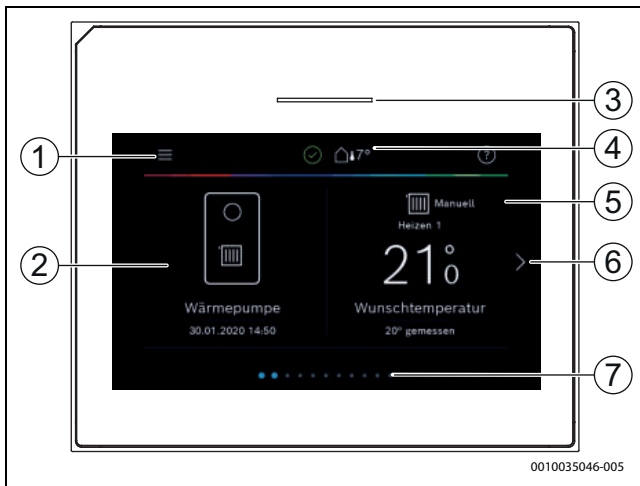 1
3
7°
4
?
Manuell
5
Heizen 1
2
21°0
6
Wärmepumpe
Wunschtemperatur
30.01.2020 14:50
20° gemessen
7
0010035046-005